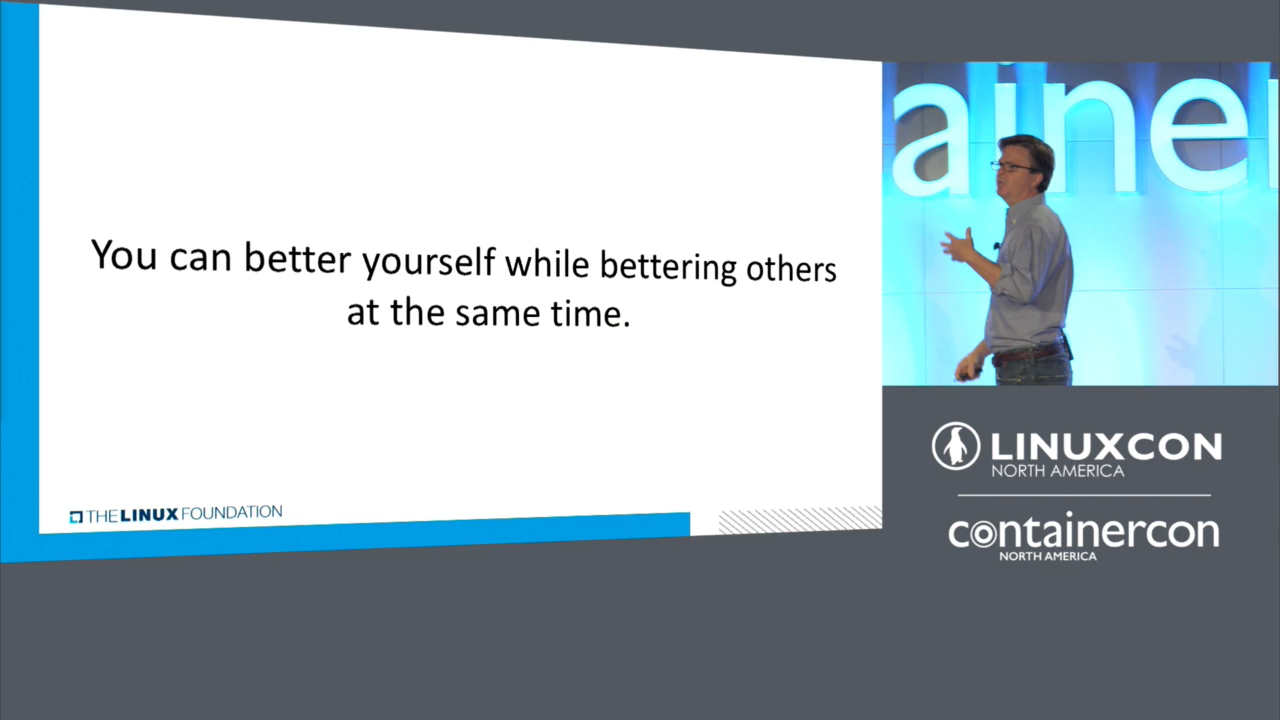 aine
You can better yourself while bettering others
at the same time.
THE LINUX FOUNDATION
LINUXCON
NORTH AMERICA
containercon
NORTH AMERICA